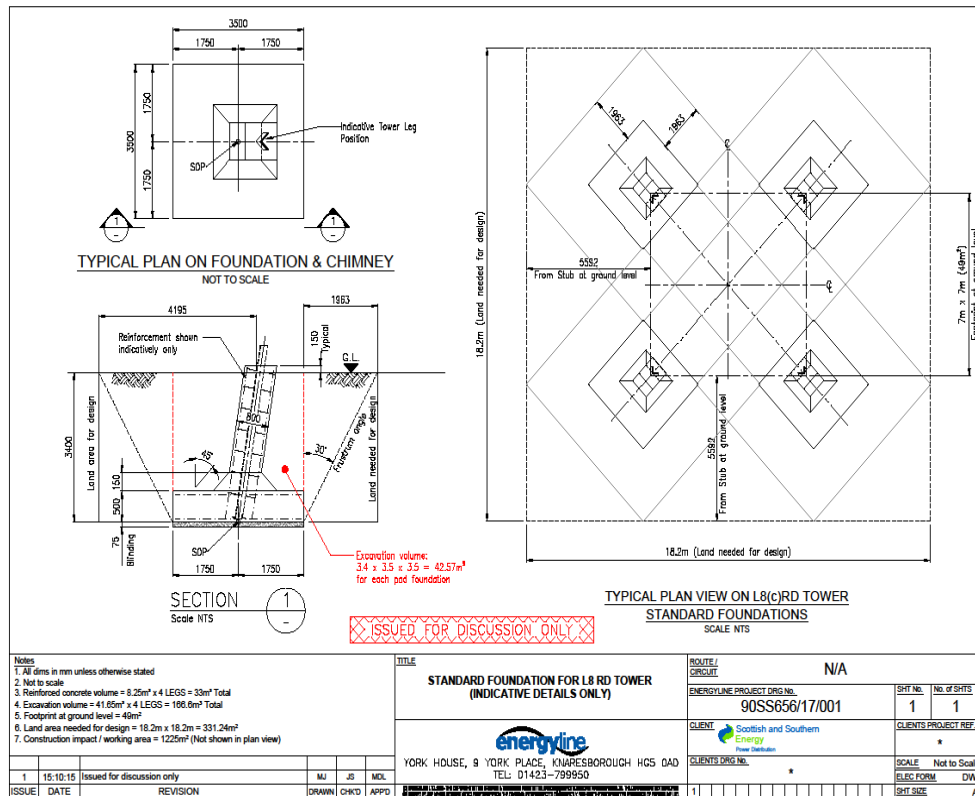 3500
1750 1750
1750
3500
1750
SOP
Indicative Tower Leg
Position
1
-
1
-
TYPICAL PLAN ON FOUNDATION & CHIMNEY
NOT TO SCALE
4195
1963
Reinforcement shown
indicatively only
150
Typical
G.L.
800
3400
Land area for design
45°
Frustrum angle
Land needed for design
150
500
75
Blinding
SOP
1750 1750
Excavation volume:
3.4 x 3.5 x 3.5 = 42.57m³
for each pad foundation
SECTION
Scale NTS
1
-
ISSUED FOR DISCUSSION ONLY
1963
1963
5592
From Stub at ground level
18.2m (Land needed for design)
7m x 7m (49m²)
5592
From Stub at ground level
18.2m (Land needed for design)
TYPICAL PLAN VIEW ON L8(c)RD TOWER
STANDARD FOUNDATIONS
SCALE NTS
Notes
1. All dims in mm unless otherwise stated
2. Not to scale
3. Reinforced concrete volume = 8.25m³ x 4 LEGS = 33m³ Total
4. Excavation volume = 41.65m³ x 4 LEGS = 166.6m³ Total
5. Footprint at ground level = 49m²
6. Land area needed for design = 18.2m x 18.2m = 331.24m²
7. Construction impact / working area = 1225m² (Not shown in plan view)
1 15:10:15 Issued for discussion only MJ JS MDL
ISSUE DATE REVISION DRAWN CHK'D APP'D
TITLE
STANDARD FOUNDATION FOR L8 RD TOWER
(INDICATIVE DETAILS ONLY)
energyline
YORK HOUSE, 9 YORK PLACE, KNARESBOROUGH HG5 0AD
TEL: 01423-799950
ROUTE /
CIRCUIT
N/A
ENERGYLINE PROJECT DRG No.
90SS656/17/001
SHT No.
1
No. of SHTS
1
CLIENT
Scottish and Southern
Energy
Power Distribution
CLIENTS PROJECT REF.
*
CLIENTS DRG No.
*
SCALE Not to Scal
ELEC FORM DW
1
SHT SIZE